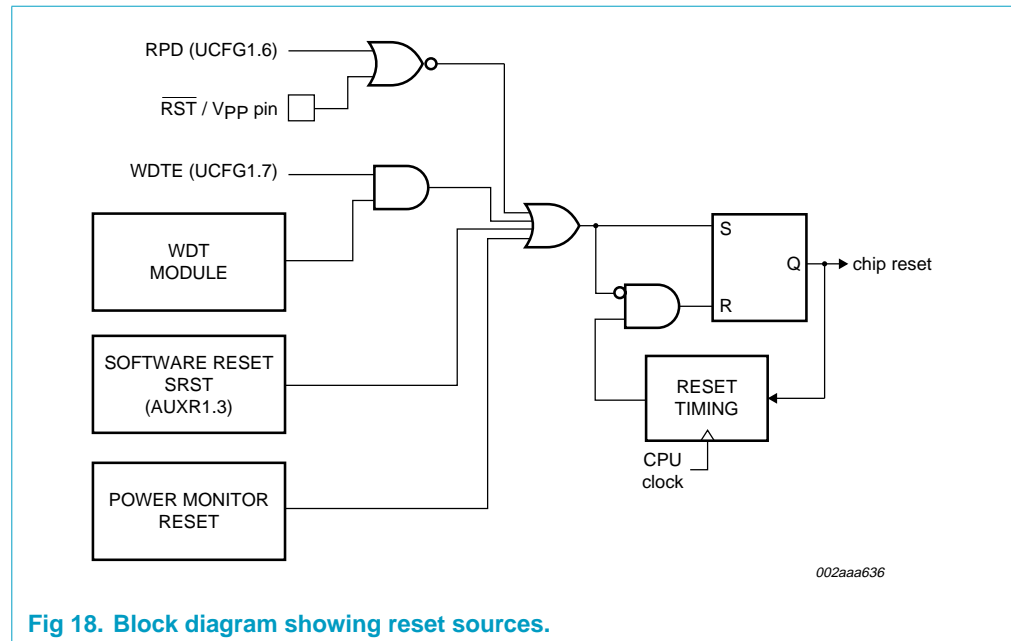 RPD (UCFG1.6)
RST / VPP pin
WDTE (UCFG1.7)
WDT
MODULE
SOFTWARE RESET
SRST
(AUXR1.3)
POWER MONITOR
RESET
S
Q
R
chip reset
RESET
TIMING
CPU
clock
002aaa636
Fig 18. Block diagram showing reset sources.